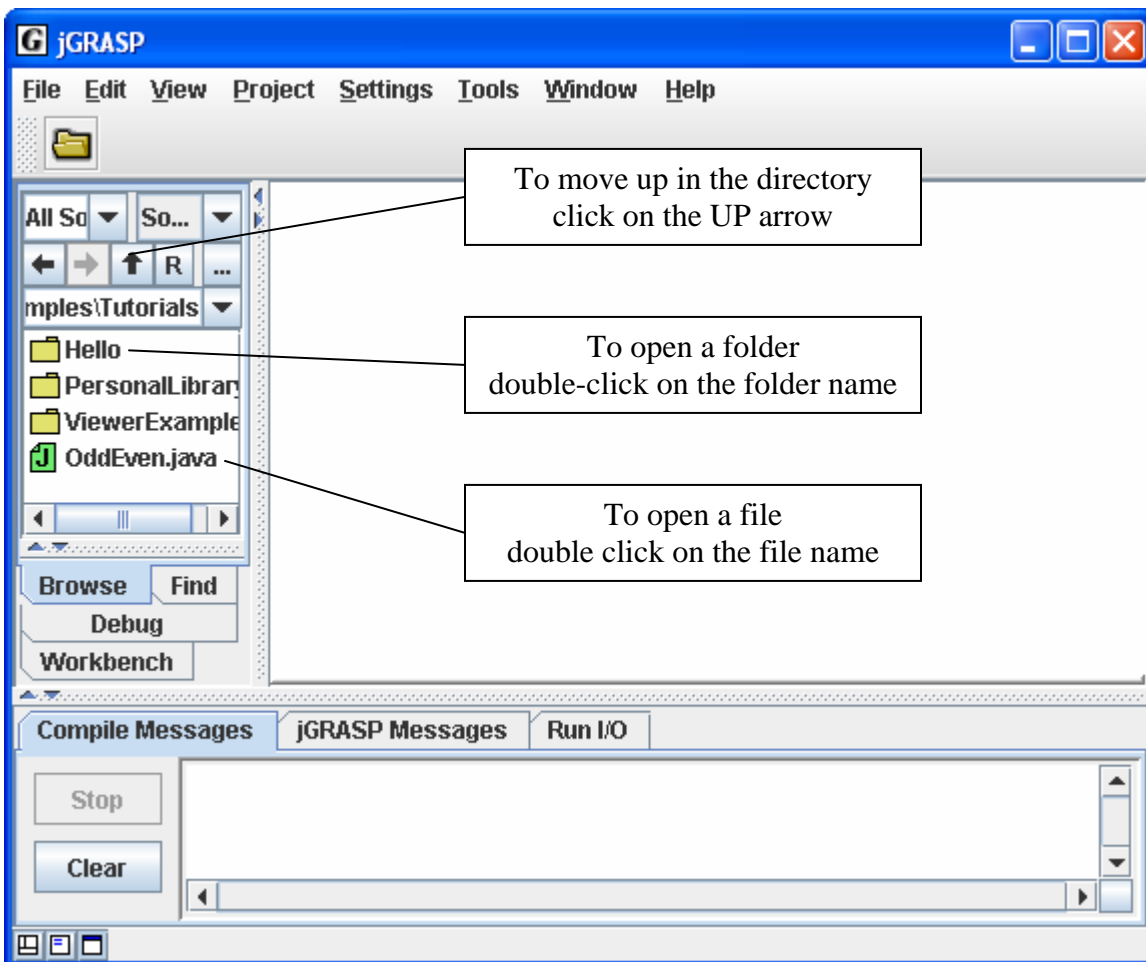 G jGRASP
File Edit View Project Settings Tools Window Help
To move up in the directory
click on the UP arrow
All So So...
R ...
mples\Tutorials
Hello
To open a folder
double-click on the folder name
PersonalLibrary
ViewerExample
J OddEven.java
To open a file
double click on the file name
Browse Find
Debug
Workbench
Compile Messages jGRASP Messages Run I/O
Stop
Clear